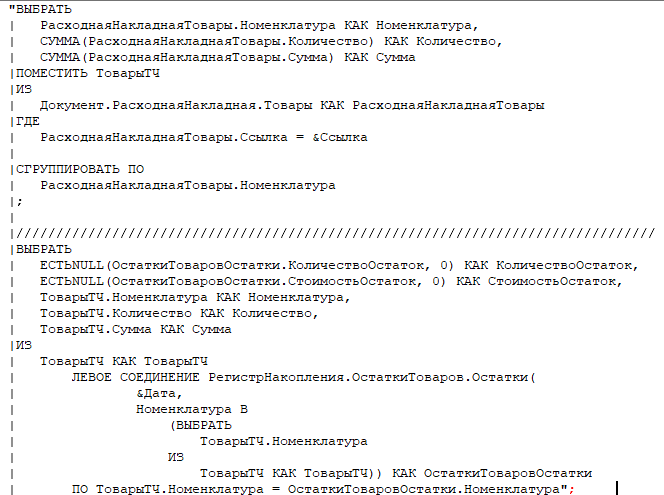 "ВЫБРАТЬ
|   РасходнаяНакладнаяТовары.Номенклатура КАК Номенклатура,
|   СУММА(РасходнаяНакладнаяТовары.Количество) КАК Количество,
|   СУММА(РасходнаяНакладнаяТовары.Сумма) КАК Сумма
|ПОМЕСТИТЬ ТоварыТЧ
|ИЗ
|   Документ.РасходнаяНакладная.Товары КАК РасходнаяНакладнаяТовары
|ГДЕ
|   РасходнаяНакладнаяТовары.Ссылка = &Ссылка
|
|СГРУППИРОВАТЬ ПО
|   РасходнаяНакладнаяТовары.Номенклатура
|;
|
|////////////////////////////////////////////////////////////////////////////////
|ВЫБРАТЬ
|   ЕСТЬNULL(ОстаткиТоваровОстатки.КоличествоОстаток, 0) КАК КоличествоОстаток,
|   ЕСТЬNULL(ОстаткиТоваровОстатки.СтоимостьОстаток, 0) КАК СтоимостьОстаток,
|   ТоварыТЧ.Номенклатура КАК Номенклатура,
|   ТоварыТЧ.Количество КАК Количество,
|   ТоварыТЧ.Сумма КАК Сумма
|ИЗ
|   ТоварыТЧ КАК ТоварыТЧ
|       ЛЕВОЕ СОЕДИНЕНИЕ РегистрНакопления.ОстаткиТоваров.Остатки(
|               &Дата,
|               Номенклатура В
|                   (ВЫБРАТЬ
|                       ТоварыТЧ.Номенклатура
|                   ИЗ
|                       ТоварыТЧ КАК ТоварыТЧ)) КАК ОстаткиТоваровОстатки
|       ПО ТоварыТЧ.Номенклатура = ОстаткиТоваровОстатки.Номенклатура";